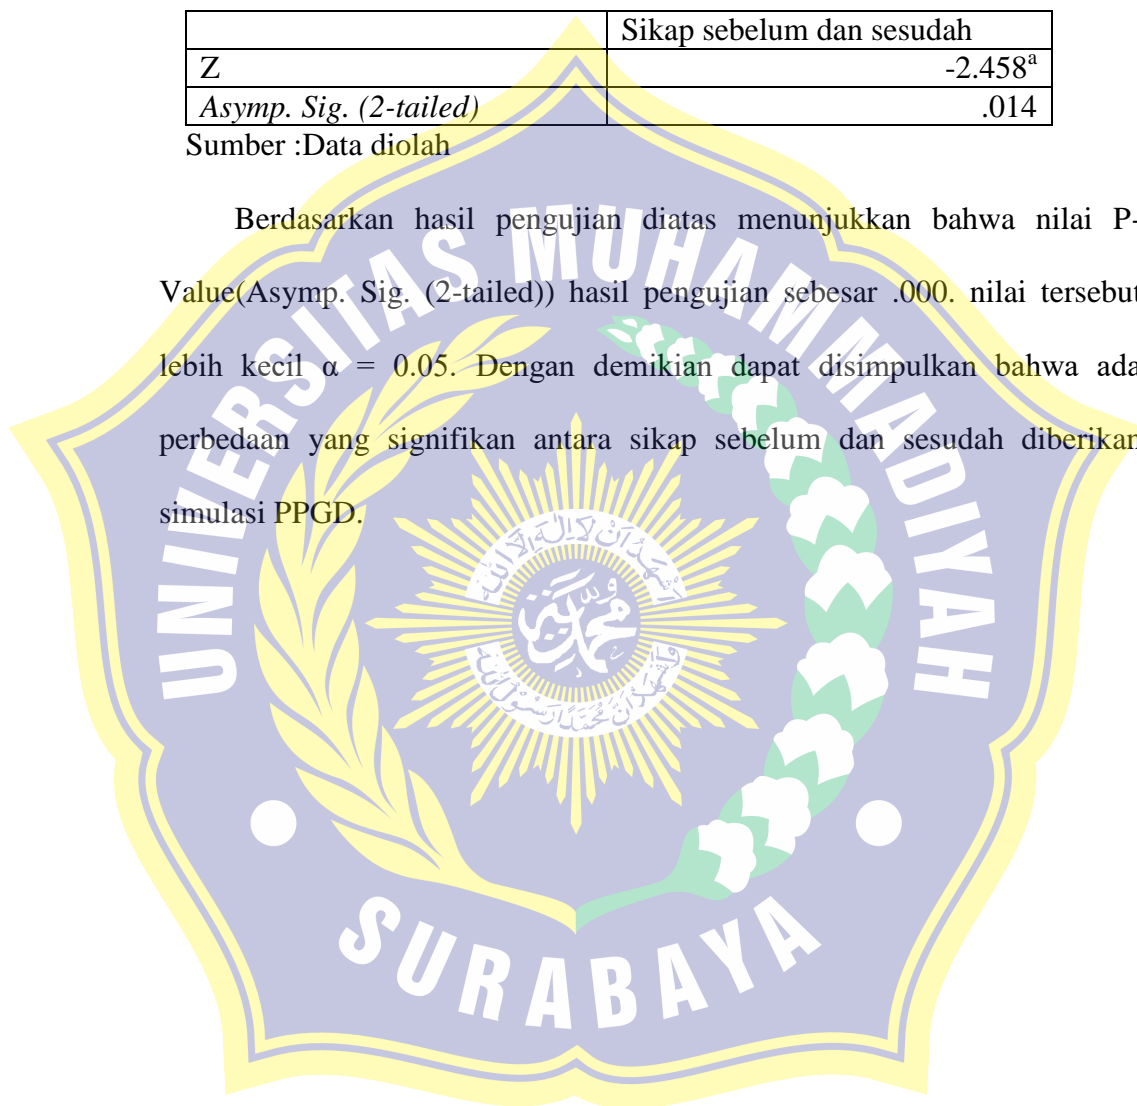 Sikap sebelum dan sesudah
Z -2.458a
Asymp. Sig. (2-tailed) .014
Sumber :Data diolah
Berdasarkan hasil pengujian diatas menunjukkan bahwa nilai P-
Value(Asymp. Sig. (2-tailed)) hasil pengujian sebesar .000. nilai tersebut
lebih kecil α = 0.05. Dengan demikian dapat disimpulkan bahwa ada
perbedaan yang signifikan antara sikap sebelum dan sesudah diberikan
simulasi PPGD.
UNIVERSITAS MUHAMMADIYAH
SURABAYA